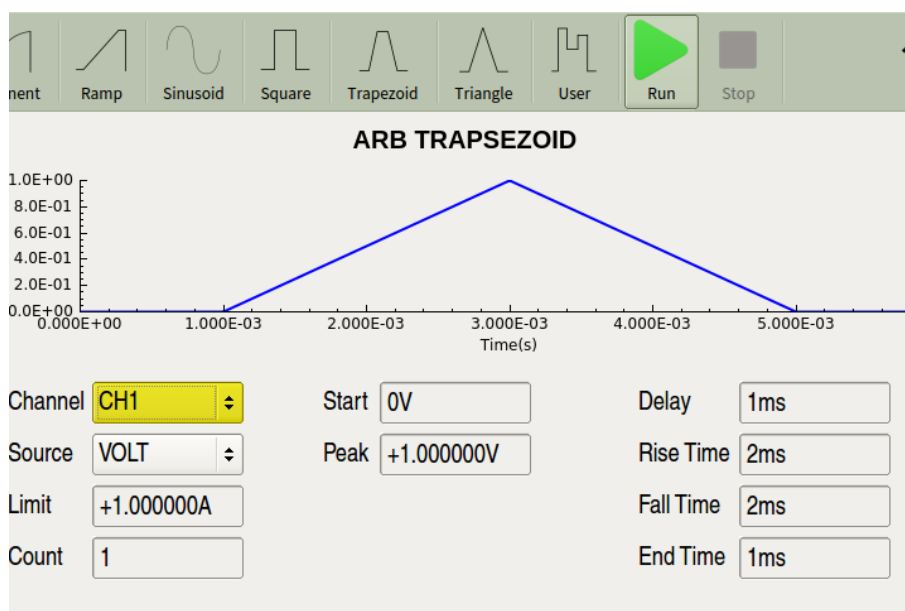 nent Ramp Sinusoid Square Trapezoid Triangle User Run Stop
ARB TRAPSEZOID
1.0E+00
8.0E-01
6.0E-01
4.0E-01
2.0E-01
0.0E+00
0.000E+00 1.000E-03 2.000E-03 3.000E-03 4.000E-03 5.000E-03
Time(s)
Channel CH1 Start 0V Delay 1ms
Source VOLT Peak +1.000000V Rise Time 2ms
Limit +1.000000A Fall Time 2ms
Count 1 End Time 1ms